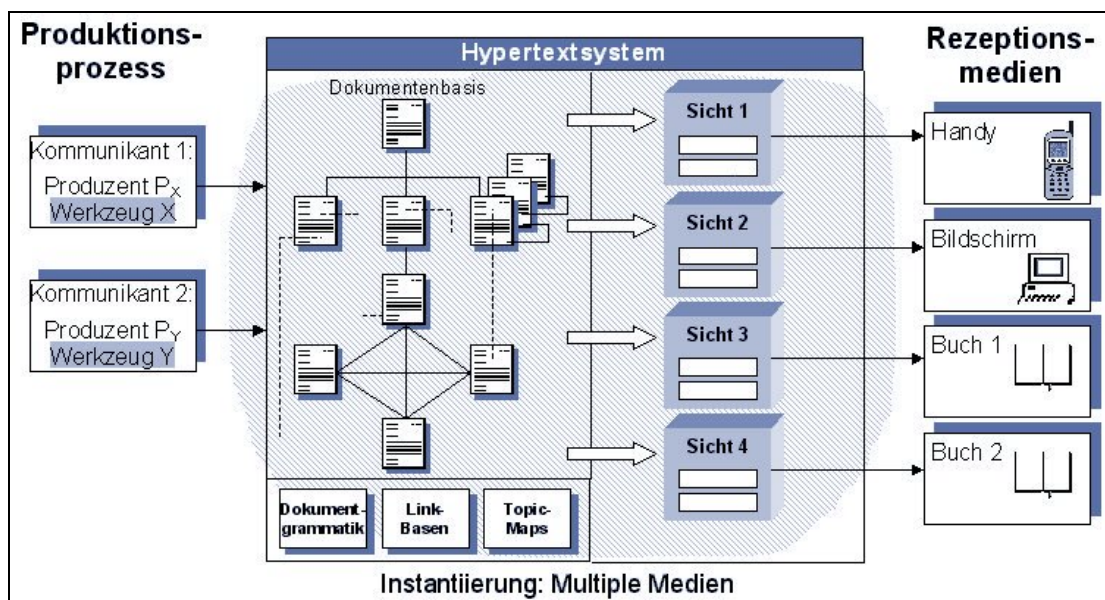 Produktions-
prozess
Kommunikant 1:
Produzent PX
Werkzeug X
Kommunikant 2:
Produzent PY
Werkzeug Y
Hypertextsystem
Dokumentenbasis
Dokument-
grammatik
Link-
Basen
Topic-
Maps
Sicht 1
Sicht 2
Sicht 3
Sicht 4
Rezeptions-
medien
Handy
Bildschirm
Buch 1
Buch 2
Instantiierung: Multiple Medien